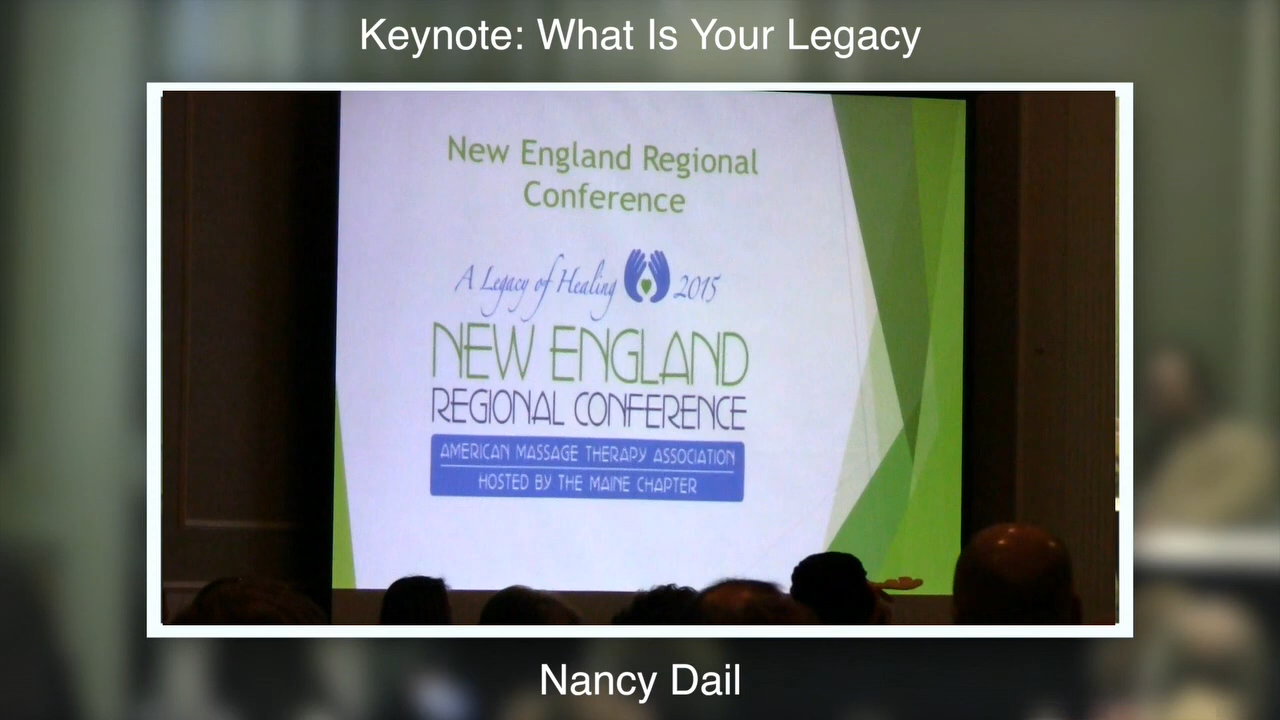 Keynote: What Is Your Legacy
New England Regional
Conference
A Legacy of Healing 2015
NEW ENGLAND
REGIONAL CONFERENCE
AMERICAN MASSAGE THERAPY ASSOCIATION
HOSTED BY THE MAINE CHAPTER
Nancy Dail